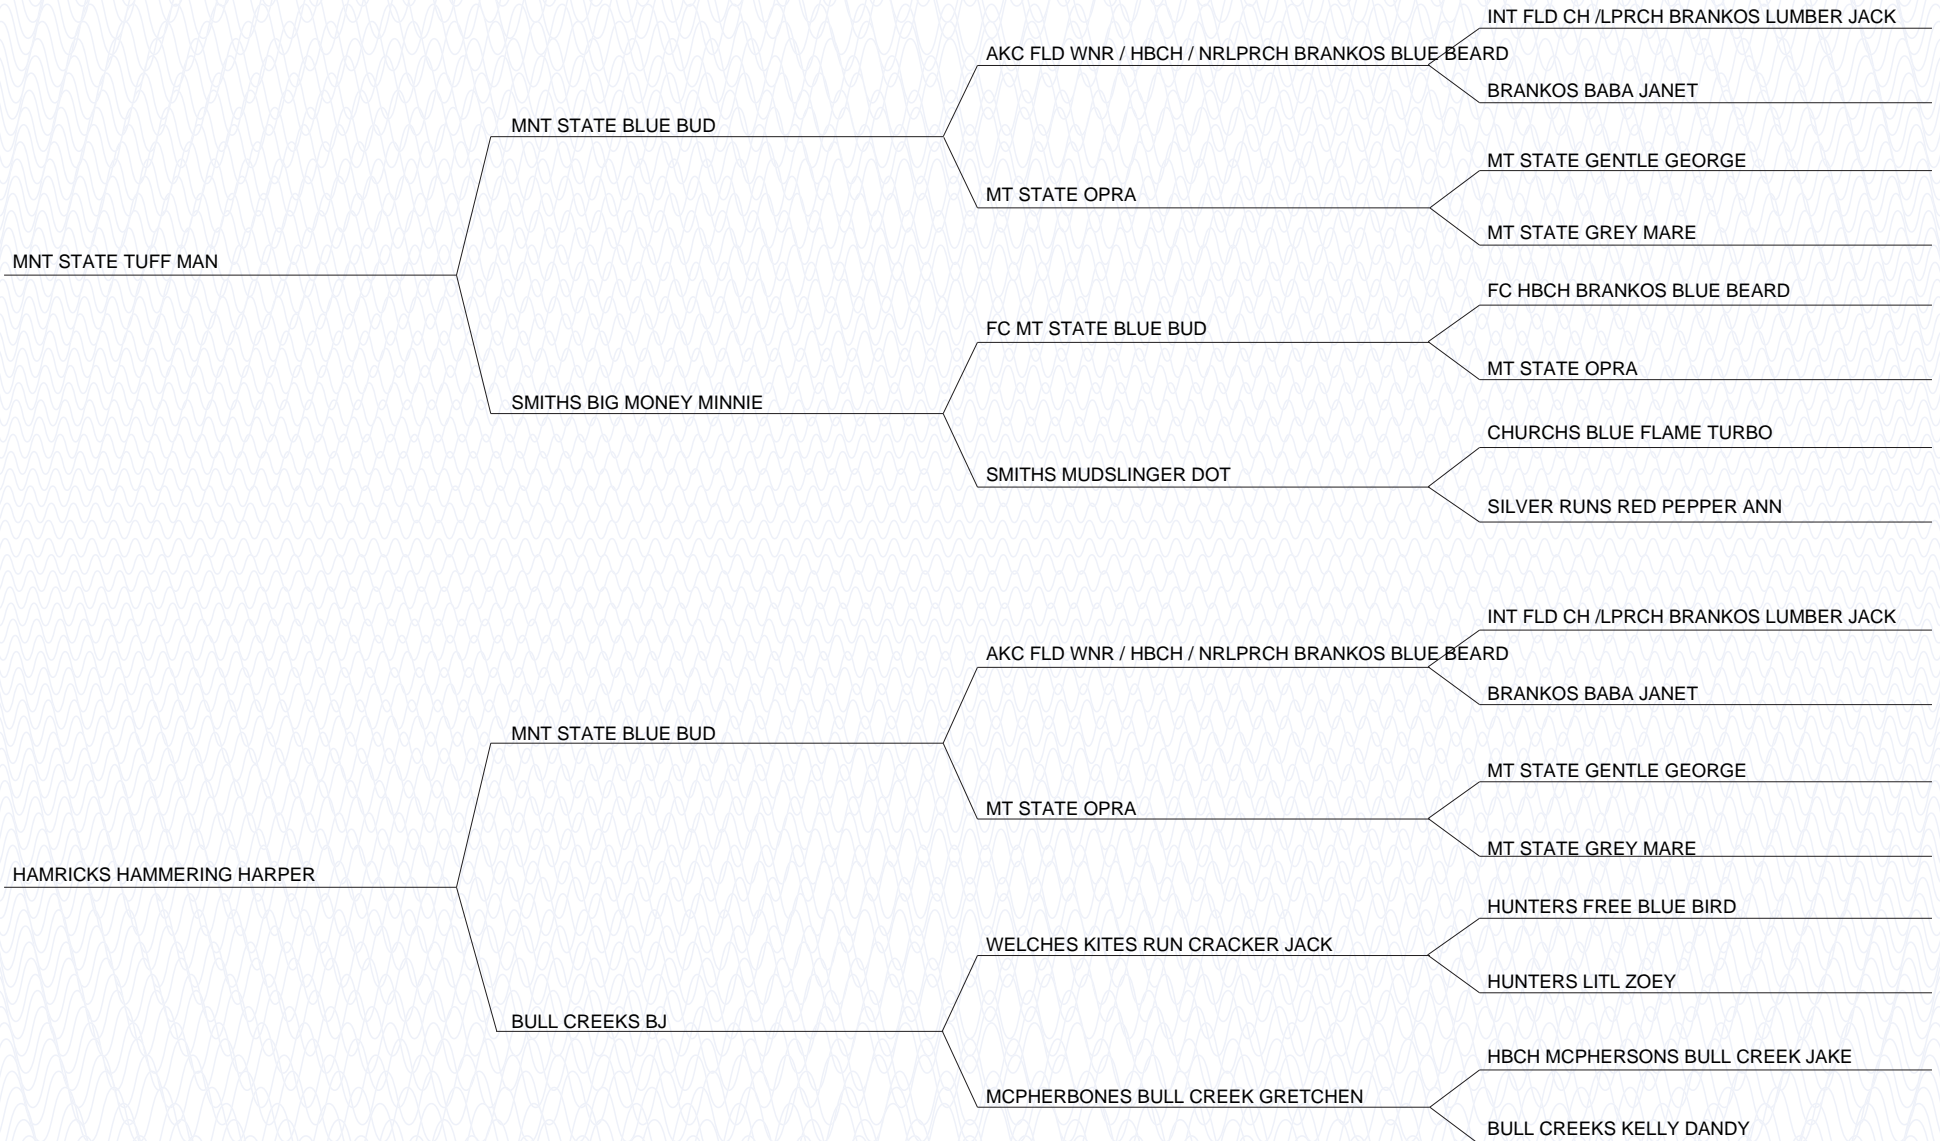 INT FLD CH /LPRCH BRANKOS LUMBER JACK
AKC FLD WNR / HBCH / NRLPRCH BRANKOS BLUE BEARD
BRANKOS BABA JANET
MNT STATE BLUE BUD
MT STATE GENTLE GEORGE
MT STATE OPRA
MT STATE GREY MARE
MNT STATE TUFF MAN
FC HBCH BRANKOS BLUE BEARD
FC MT STATE BLUE BUD
MT STATE OPRA
SMITHS BIG MONEY MINNIE
CHURCHS BLUE FLAME TURBO
SMITHS MUDSLINGER DOT
SILVER RUNS RED PEPPER ANN
INT FLD CH /LPRCH BRANKOS LUMBER JACK
AKC FLD WNR / HBCH / NRLPRCH BRANKOS BLUE BEARD
BRANKOS BABA JANET
MNT STATE BLUE BUD
MT STATE GENTLE GEORGE
MT STATE OPRA
MT STATE GREY MARE
HAMRICKS HAMMERING HARPER
HUNTERS FREE BLUE BIRD
WELCHES KITES RUN CRACKER JACK
HUNTERS LITL ZOEY
BULL CREEKS BJ
HBCH MCPHERSONS BULL CREEK JAKE
MCPHERBONES BULL CREEK GRETCHEN
BULL CREEKS KELLY DANDY